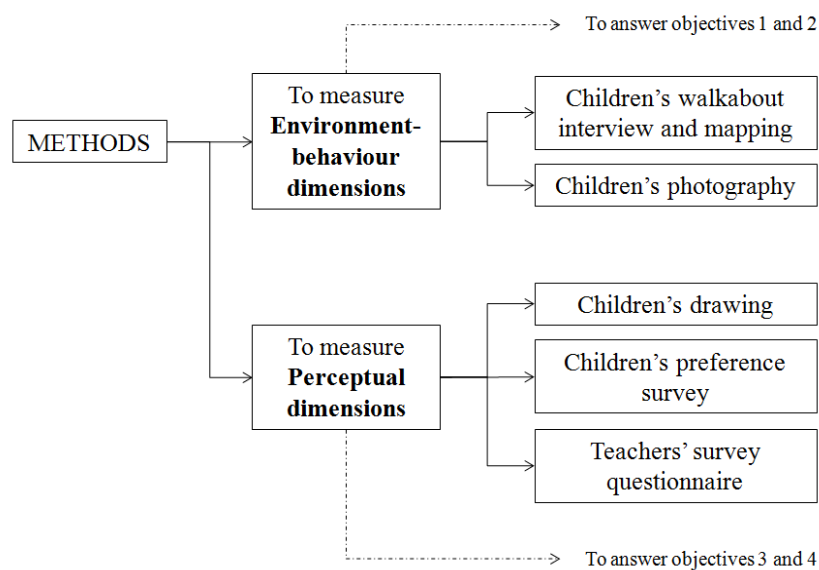 To answer objectives 1 and 2
METHODS
To measure
Environment-
behaviour
dimensions
Children’s walkabout
interview and mapping
Children’s photography
To measure
Perceptual
dimensions
Children’s drawing
Children’s preference
survey
Teachers’ survey
questionnaire
To answer objectives 3 and 4